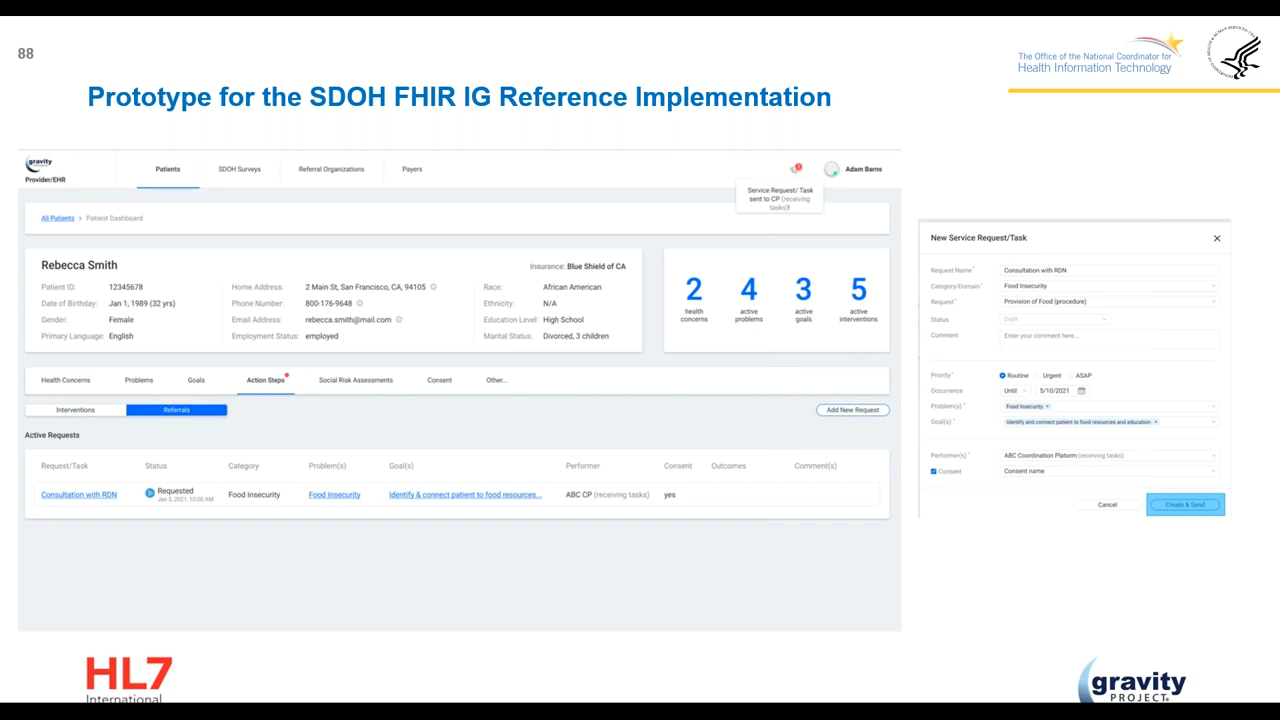 88
The Office of the National Coordinator for
Health Information Technology
Prototype for the SDOH FHIR IG Reference Implementation
gravity
PROJECT
Provider/EHR
Patients
SDOH Surveys
Referral Organizations
Payers
1
Adam Barns
Service Request/ Task
sent to CP (receiving
tasks)!
All Patients > Patient Dashboard
Rebecca Smith
Insurance: Blue Shield of CA
Patient ID: 12345678
Home Address: 2 Main St, San Francisco, CA, 94105
Race: African American
Date of Birthday: Jan 1, 1989 (32 yrs)
Phone Number: 800-176-9648
Ethnicity: N/A
Gender: Female
Email Address: rebecca.smith@mail.com
Education Level: High School
Primary Language: English
Employment Status: employed
Marital Status: Divorced, 3 children
2
health
concerns
4
active
problems
3
active
goals
5
active
interventions
Health Concerns
Problems
Goals
Action Steps
Social Risk Assessments
Consent
Other...
Interventions
Referrals
Add New Request
Active Requests
Request/Task Status Category Problem(s) Goal(s) Performer Consent Outcomes Comment(s)
Consultation with RDN
Requested
Jan 5, 2021, 10:00 AM
Food Insecurity
Food Insecurity
Identify & connect patient to food resources...
ABC CP (receiving tasks)
yes
New Service Request/Task ×
Request Name* Consultation with RDN
Category/Domain* Food Insecurity
Request* Provision of Food (procedure)
Status Draft
Comment Enter your comment here...
Priority* Routine Urgent ASAP
Occurrence Until 5/10/2021
Problem(s)* Food Insecurity ×
Goal(s)* Identify and connect patient to food resources and education ×
Performer(s)* ABC Coordination Platorm (receiving tasks)
Consent Consent name
Cancel
Create & Send
HL7
International
gravity
PROJECT